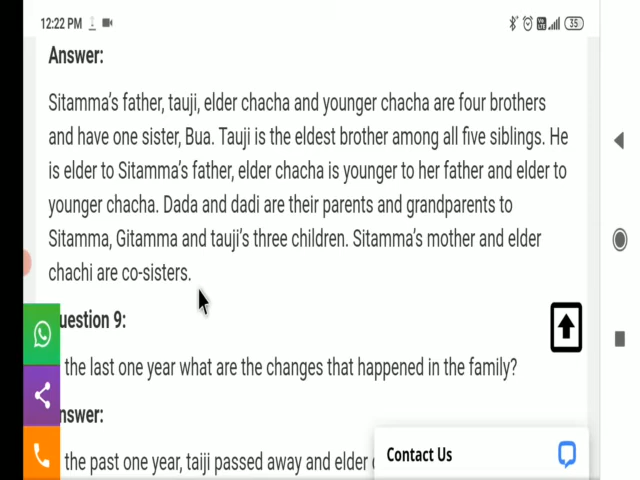 12:22 PM
35
Answer:
Sitamma's father, tauji, elder chacha and younger chacha are four brothers
and have one sister, Bua. Tauji is the eldest brother among all five siblings. He
is elder to Sitamma's father, elder chacha is younger to her father and elder to
younger chacha. Dada and dadi are their parents and grandparents to
Sitamma, Gitamma and tauji's three children. Sitamma's mother and elder
chachi are co-sisters.
uestion 9:
the last one year what are the changes that happened in the family?
nswer:
the past one year, taiji passed away and elder
Contact Us